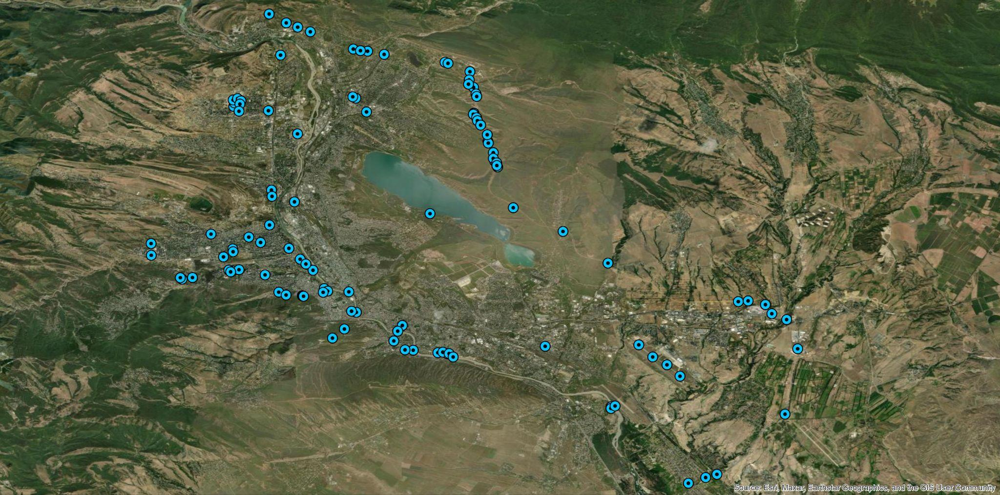 Source: Esri, Maxar, Earthstar Geographics, and the GIS User Community